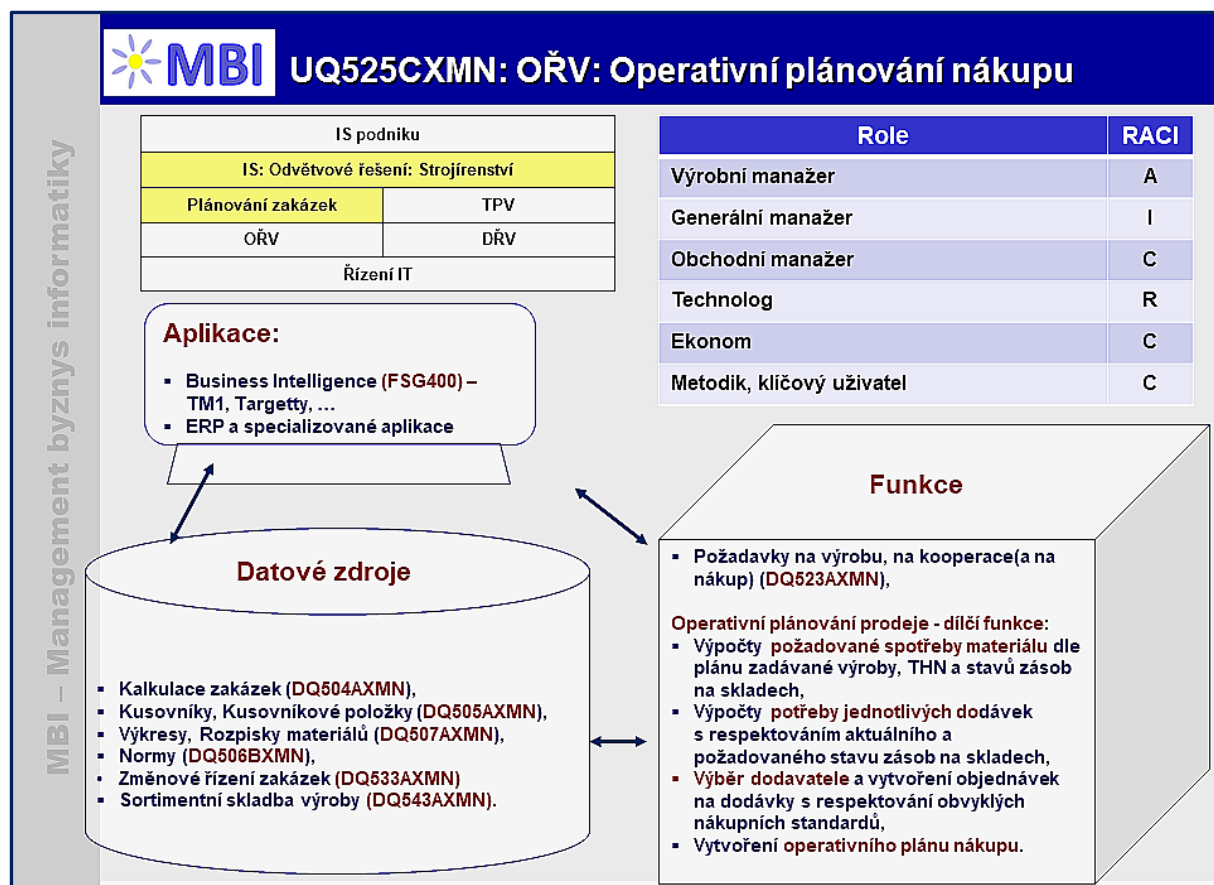 MBI
UQ525CXMN: OŘV: Operativní plánování nákupu
MBI – Management byznys informatiky
IS podniku
IS: Odvětvové řešení: Strojírenství
Plánování zakázek
TPV
OŘV
DŘV
Řízení IT
Role
RACI
Výrobní manažer
A
Generální manažer
I
Obchodní manažer
C
Technolog
R
Ekonom
C
Metodik, klíčový uživatel
C
Aplikace:
▪ Business Intelligence (FSG400) –
TM1, Targetty, ...
▪ ERP a specializované aplikace
Datové zdroje
▪ Kalkulace zakázek (DQ504AXMN),
▪ Kusovníky, Kusovníkové položky (DQ505AXMN),
▪ Výkresy, Rozpisky materiálů (DQ507AXMN),
▪ Normy (DQ506BXMN),
• Změnové řízení zakázek (DQ533AXMN)
▪ Sortimentní skladba výroby (DQ543AXMN).
Funkce
▪ Požadavky na výrobu, na kooperace(a na
nákup) (DQ523AXMN),
Operativní plánování prodeje - dílčí funkce:
▪ Výpočty požadované spotřeby materiálu dle
plánu zadávané výroby, THN a stavů zásob
na skladech,
▪ Výpočty potřeby jednotlivých dodávek
s respektováním aktuálního a
požadovaného stavu zásob na skladech,
▪ Výběr dodavatele a vytvoření objednávek
na dodávky s respektování obvyklých
nákupních standardů,
▪ Vytvoření operativního plánu nákupu.